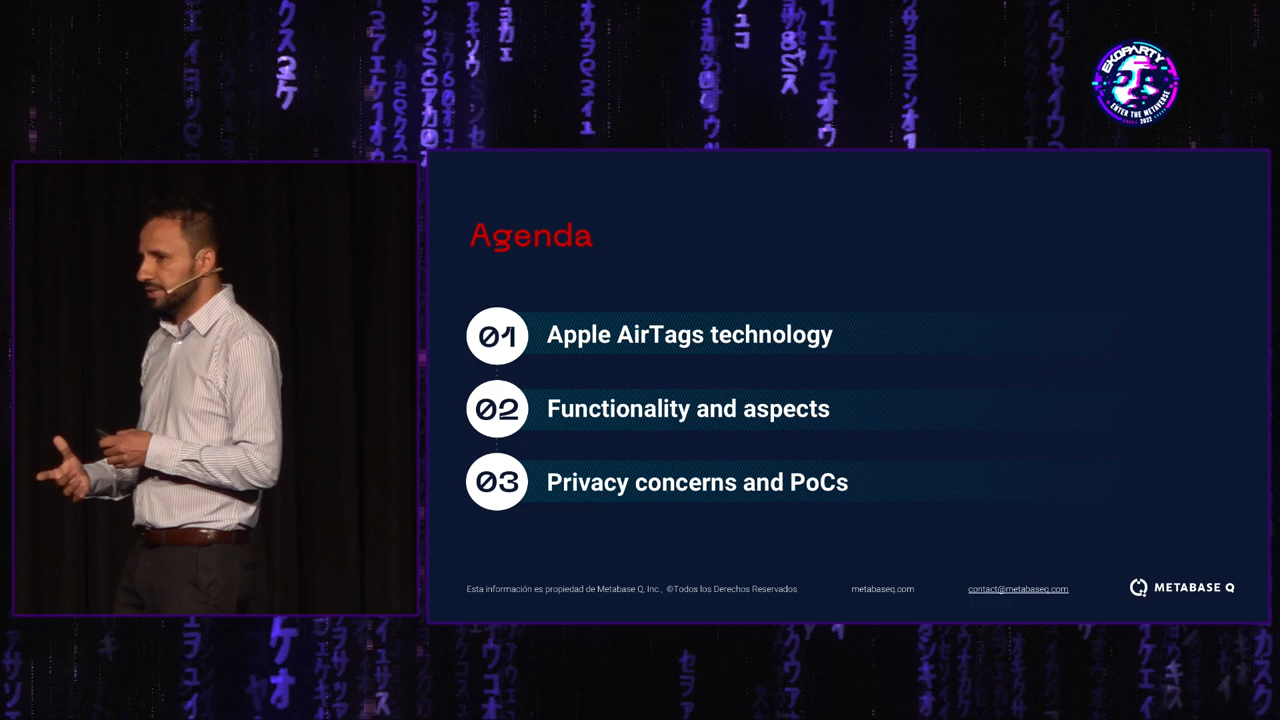 EKOPARTY
ENTER THE METAVERSE
2022
Agenda
01 Apple AirTags technology
02 Functionality and aspects
03 Privacy concerns and PoCs
Esta información es propiedad de Metabase Q, Inc., ©Todos los Derechos Reservados
metabaseq.com
contact@metabaseq.com
METABASE Q